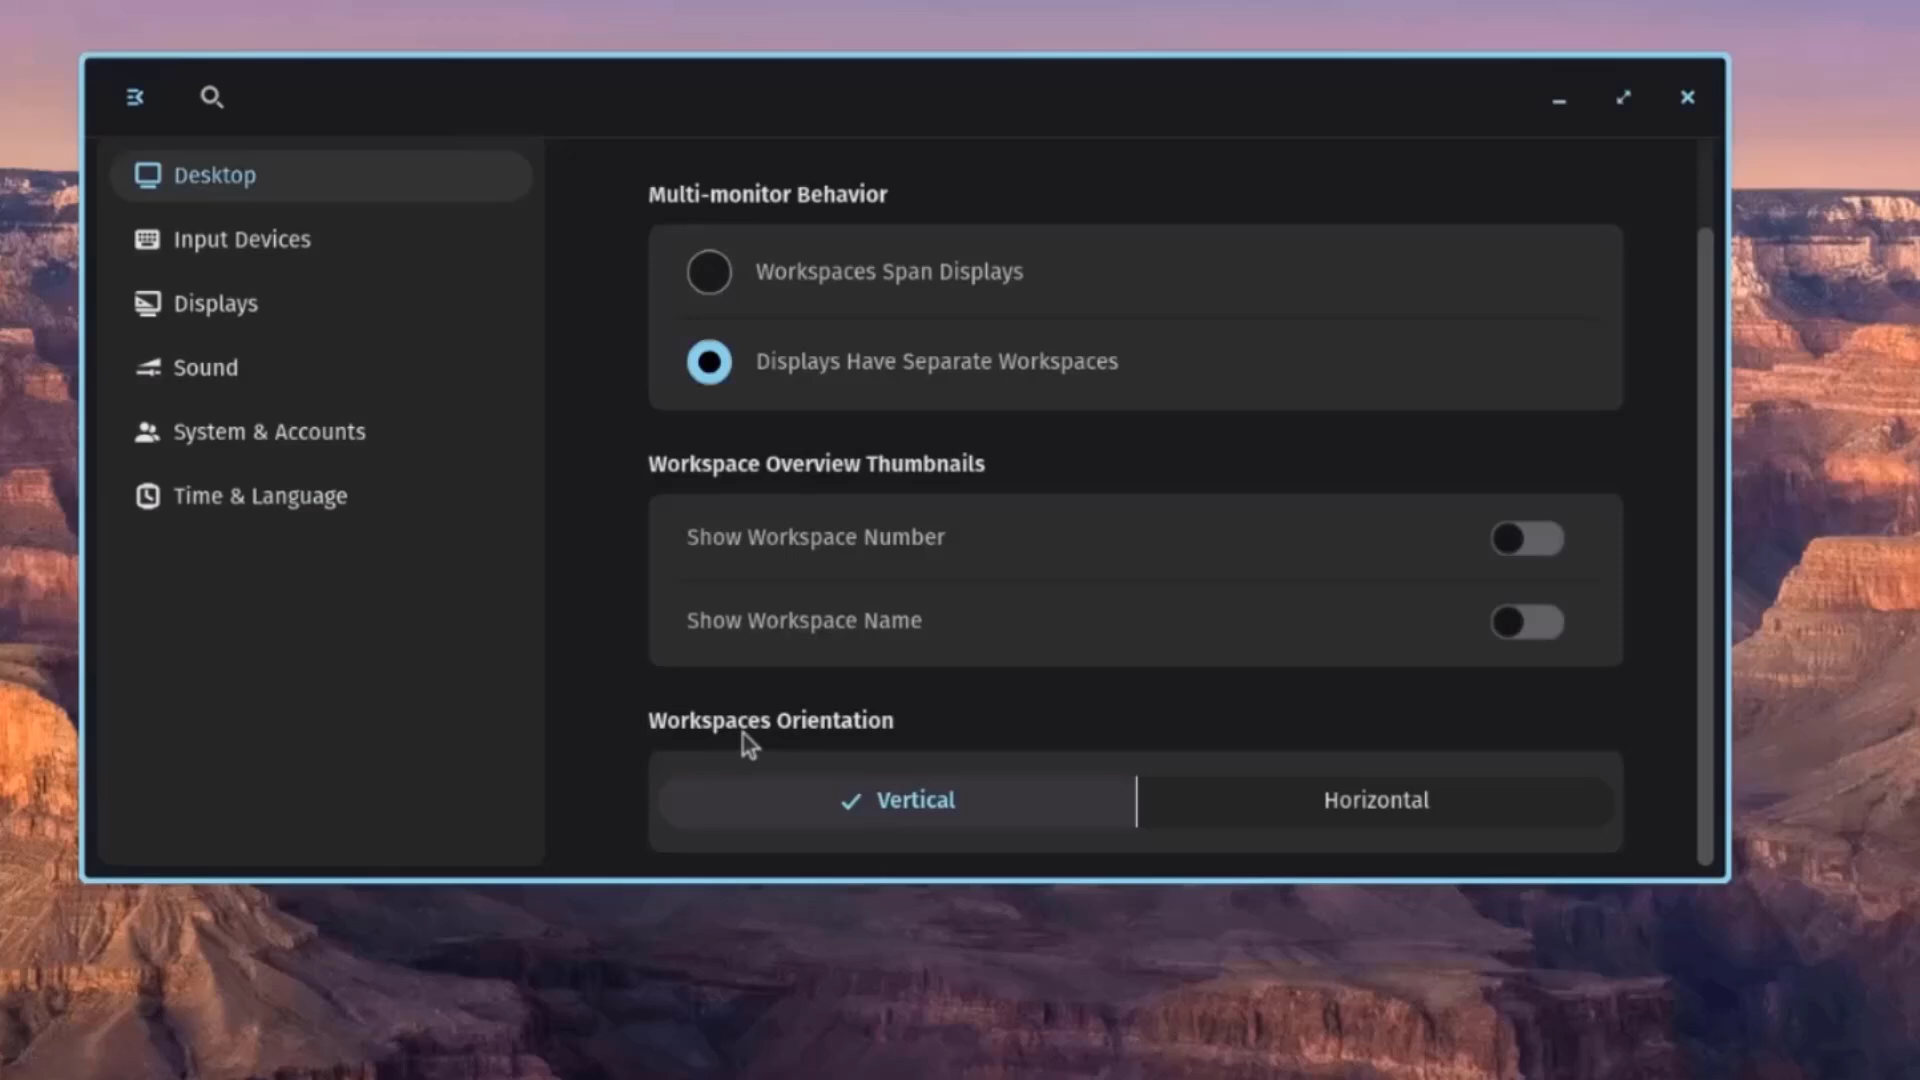 Desktop
Input Devices
Displays
Sound
System & Accounts
Time & Language
Multi-monitor Behavior
Workspaces Span Displays
Displays Have Separate Workspaces
Workspace Overview Thumbnails
Show Workspace Number
Show Workspace Name
Workspaces Orientation
Vertical
Horizontal